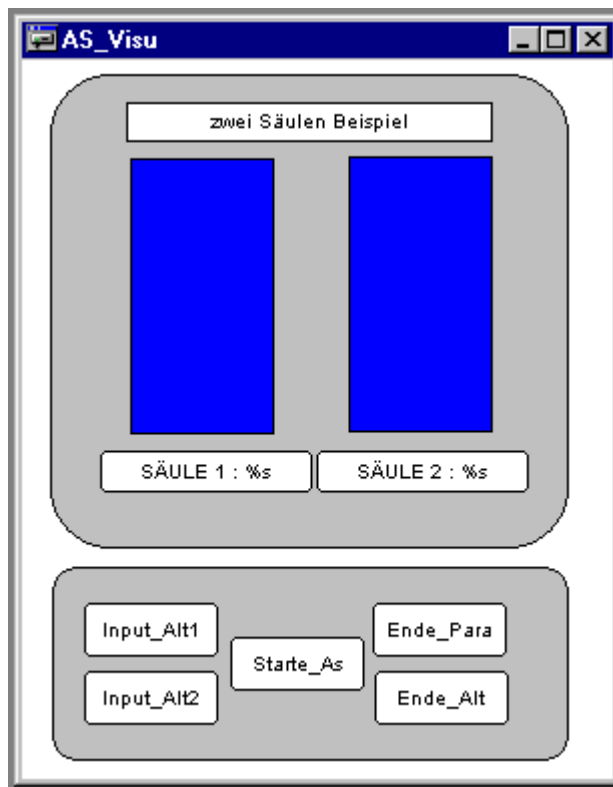 AS_Visu
zwei Säulen Beispiel
SÄULE 1 : %s
SÄULE 2 : %s
Input_Alt1
Ende_Para
Starte_As
Input_Alt2
Ende_Alt